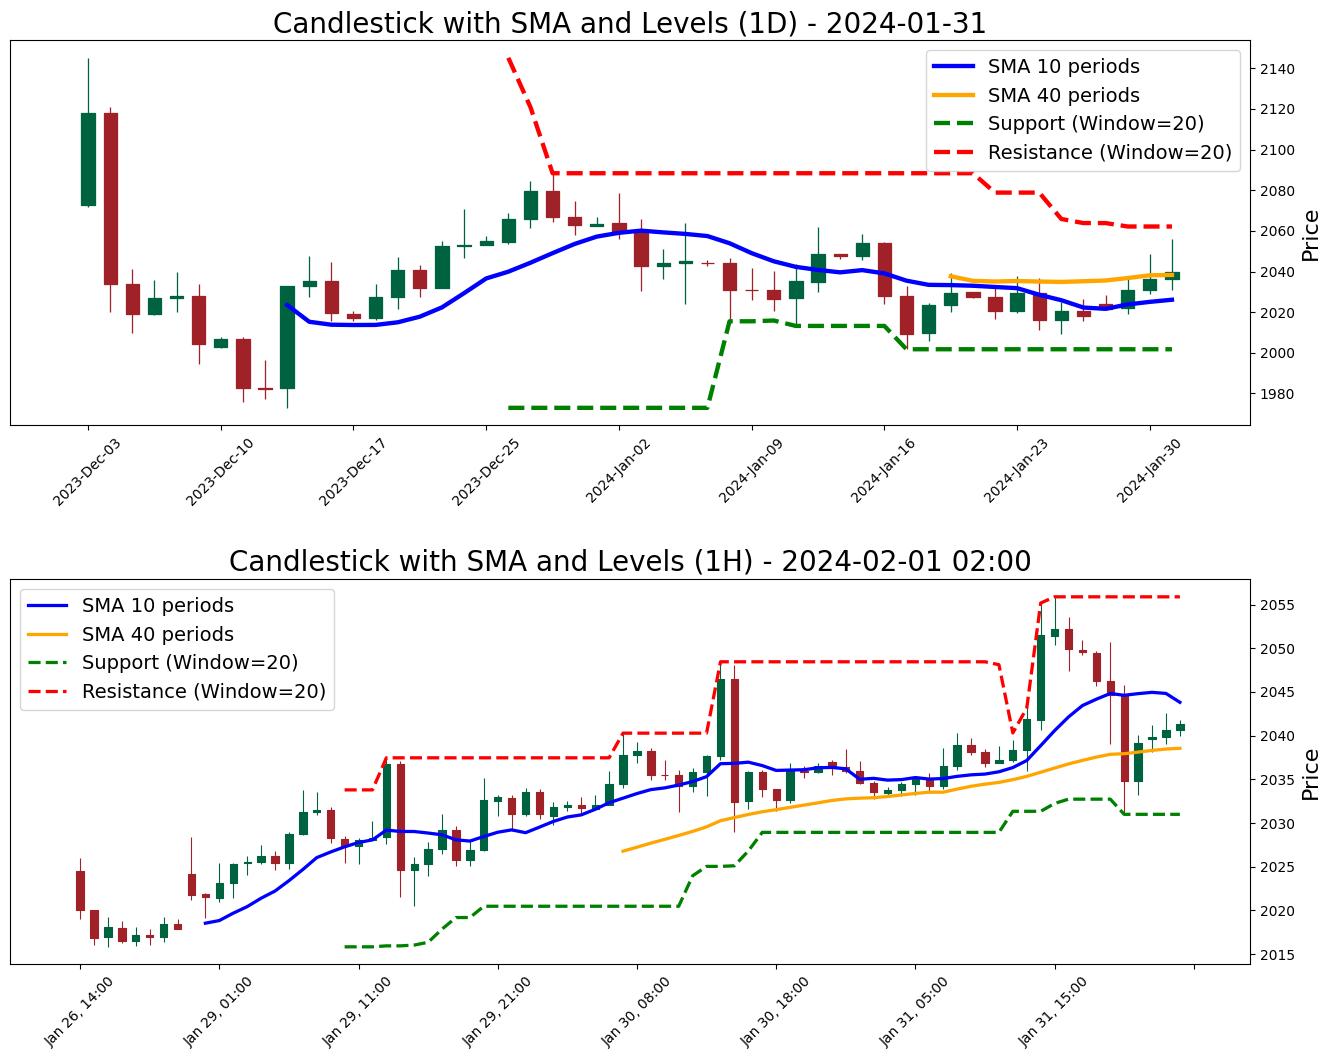 Candlestick with SMA and Levels (1D) - 2024-01-31
SMA 10 periods
SMA 40 periods
Support (Window=20)
Resistance (Window=20)
2140
2120
2100
2080
2060
2040
2020
2000
1980
Price
2023-Dec-03
2023-Dec-10
2023-Dec-17
2023-Dec-25
2024-Jan-02
2024-Jan-09
2024-Jan-16
2024-Jan-23
2024-Jan-30
Candlestick with SMA and Levels (1H) - 2024-02-01 02:00
SMA 10 periods
SMA 40 periods
Support (Window=20)
Resistance (Window=20)
2055
2050
2045
2040
2035
2030
2025
2020
2015
Price
Jan 26, 14:00
Jan 29, 01:00
Jan 29, 11:00
Jan 29, 21:00
Jan 30, 08:00
Jan 30, 18:00
Jan 31, 05:00
Jan 31, 15:00